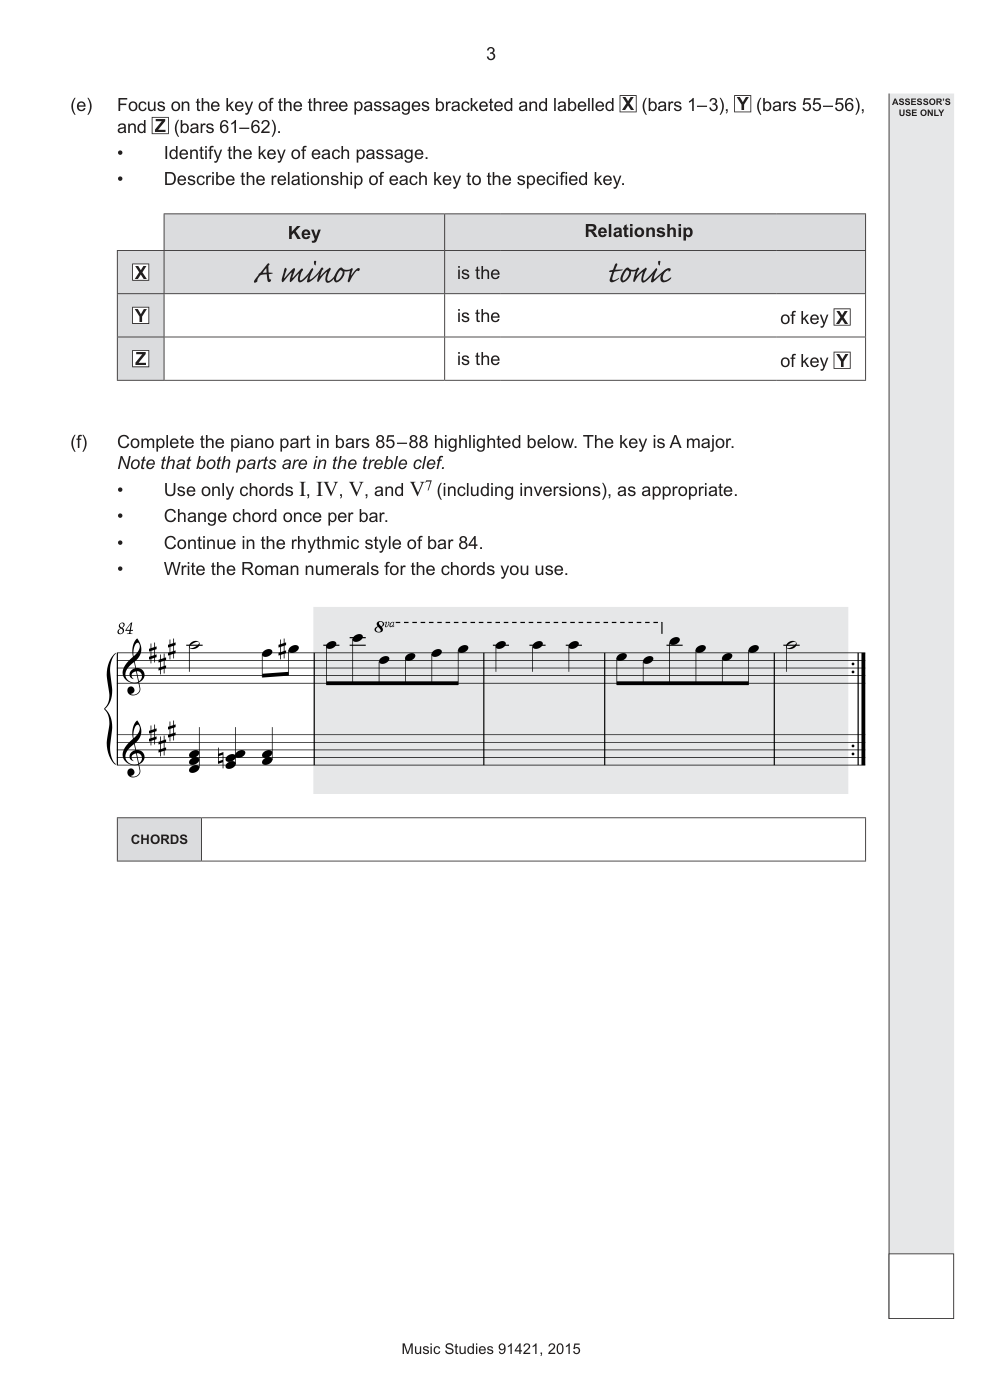 3
(e) Focus on the key of the three passages bracketed and labelled X (bars 1–3), Y (bars 55–56),
and Z (bars 61–62).
• Identify the key of each passage.
• Describe the relationship of each key to the specified key.
ASSESSOR'S
USE ONLY
Key Relationship
X A minor is the tonic
Y is the of key X
Z is the of key Y
(f) Complete the piano part in bars 85–88 highlighted below. The key is A major.
Note that both parts are in the treble clef.
• Use only chords I, IV, V, and V⁷ (including inversions), as appropriate.
• Change chord once per bar.
• Continue in the rhythmic style of bar 84.
• Write the Roman numerals for the chords you use.
84
8va
CHORDS
Music Studies 91421, 2015